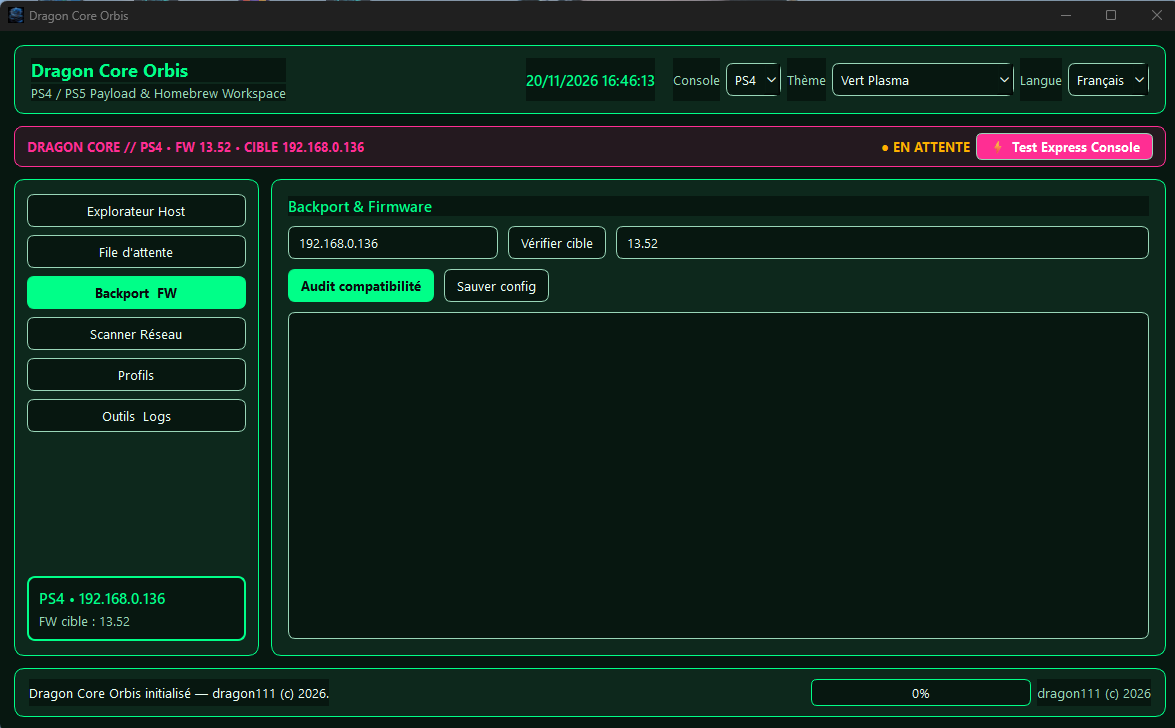 Dragon Core Orbis
Dragon Core Orbis
PS4 / PS5 Payload & Homebrew Workspace
20/11/2026 16:46:13
Console
PS4
Thème
Vert Plasma
Langue
Français
DRAGON CORE // PS4 • FW 13.52 • CIBLE 192.168.0.136
● EN ATTENTE
⚡ Test Express Console
Explorateur Host
File d'attente
Backport FW
Scanner Réseau
Profils
Outils Logs
PS4 • 192.168.0.136
FW cible : 13.52
Backport & Firmware
192.168.0.136
Vérifier cible
13.52
Audit compatibilité
Sauver config
Dragon Core Orbis initialisé — dragon111 (c) 2026.
0%
dragon111 (c) 2026